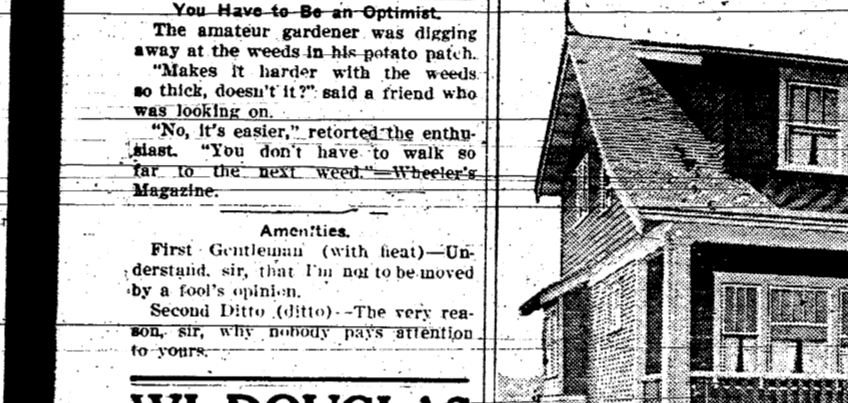 You Have to Be an Optimist.
The amateur gardener was digging
away at the weeds in his potato patch.
"Makes it harder with the weeds
so thick, doesn't it?" said a friend who
was looking on.
"No, it's easier," retorted the enthu-
siast. "You don't have to walk so
far to the next weed."—Wheeler's
Magazine.
Amenities.
First Gentleman (with heat)—Un-
derstand, sir, that I'm not to be moved
by a fool's opinion.
Second Ditto (ditto)--The very rea-
son, sir, why nobody pays attention
to yours.
W. L. DOUGLAS